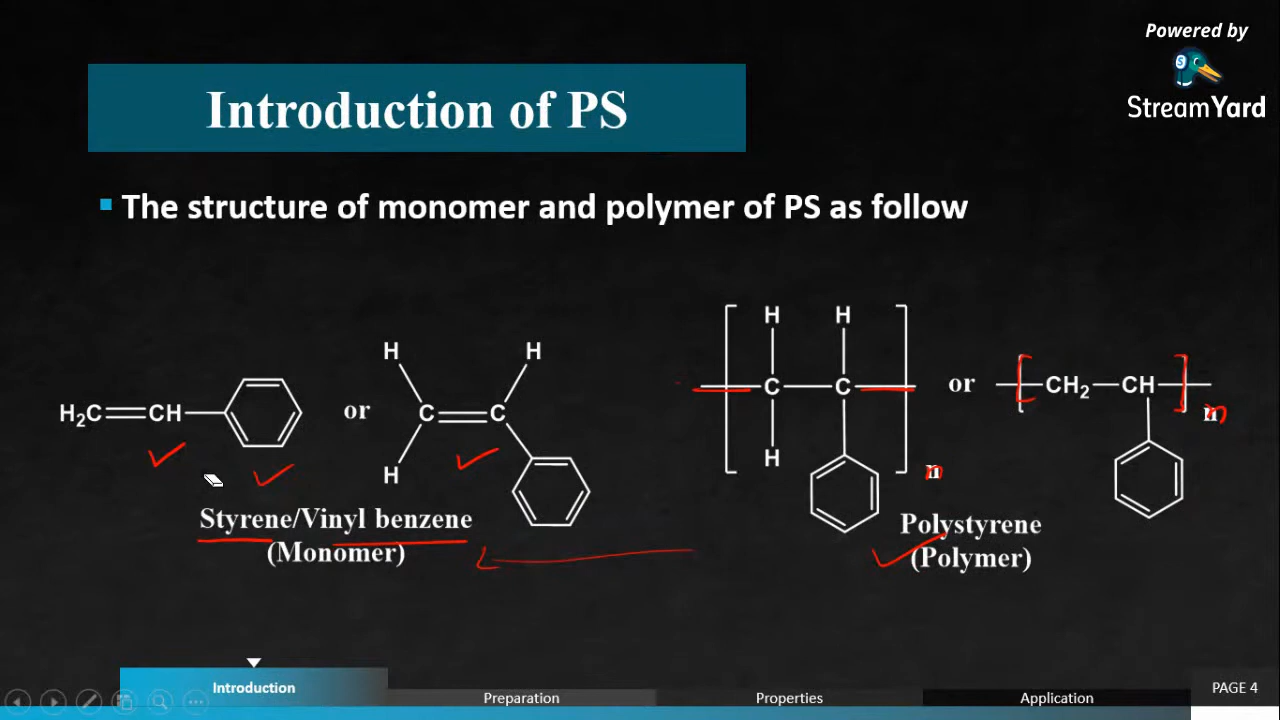 Powered by
StreamYard
Introduction of PS
The structure of monomer and polymer of PS as follow
H₂C CH
or
H H
C C
H
Styrene/Vinyl benzene
(Monomer)
H H
C C
H
n
or
CH₂ CH
n
Polystyrene
(Polymer)
Introduction
Preparation
Properties
Application
PAGE 4